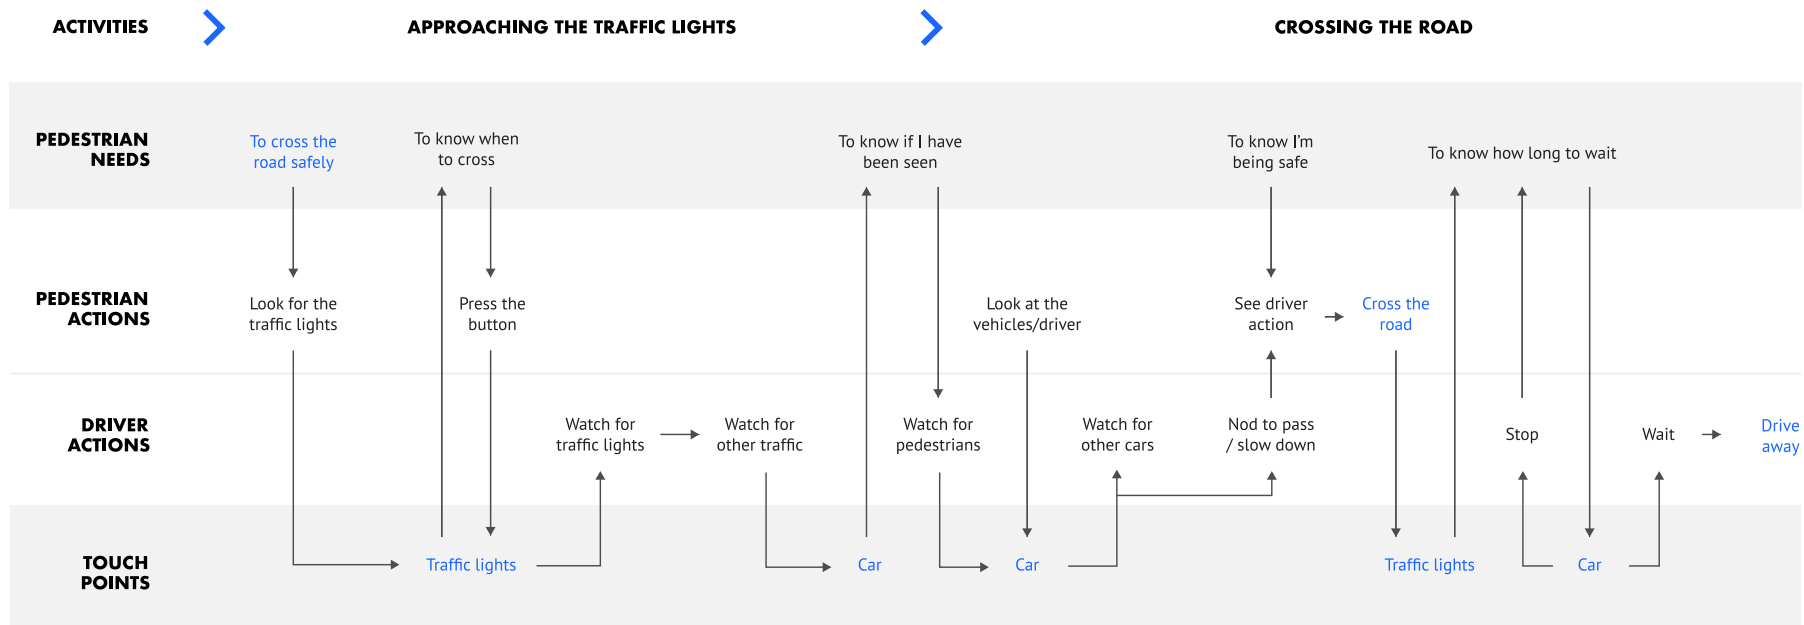 ACTIVITIES
APPROACHING THE TRAFFIC LIGHTS
CROSSING THE ROAD
PEDESTRIAN
NEEDS
To cross the
road safely
To know when
to cross
To know if I have
been seen
To know I'm
being safe
To know how long to wait
PEDESTRIAN
ACTIONS
Look for the
traffic lights
Press the
button
Look at the
vehicles/driver
See driver
action
Cross the
road
DRIVER
ACTIONS
Watch for
traffic lights
Watch for
other traffic
Watch for
pedestrians
Watch for
other cars
Nod to pass
/ slow down
Stop
Wait
Drive
away
TOUCH
POINTS
Traffic lights
Car
Car
Traffic lights
Car